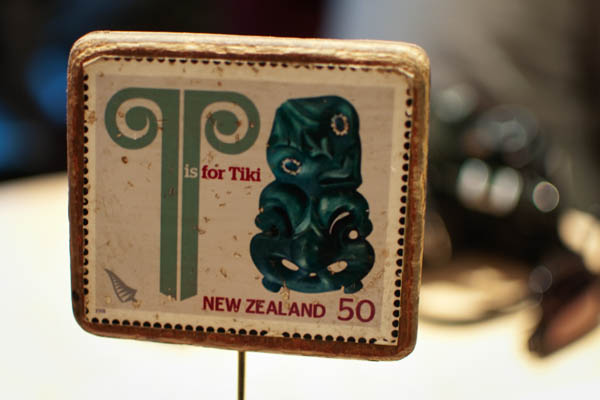 T
is for Tiki
NEW ZEALAND 50